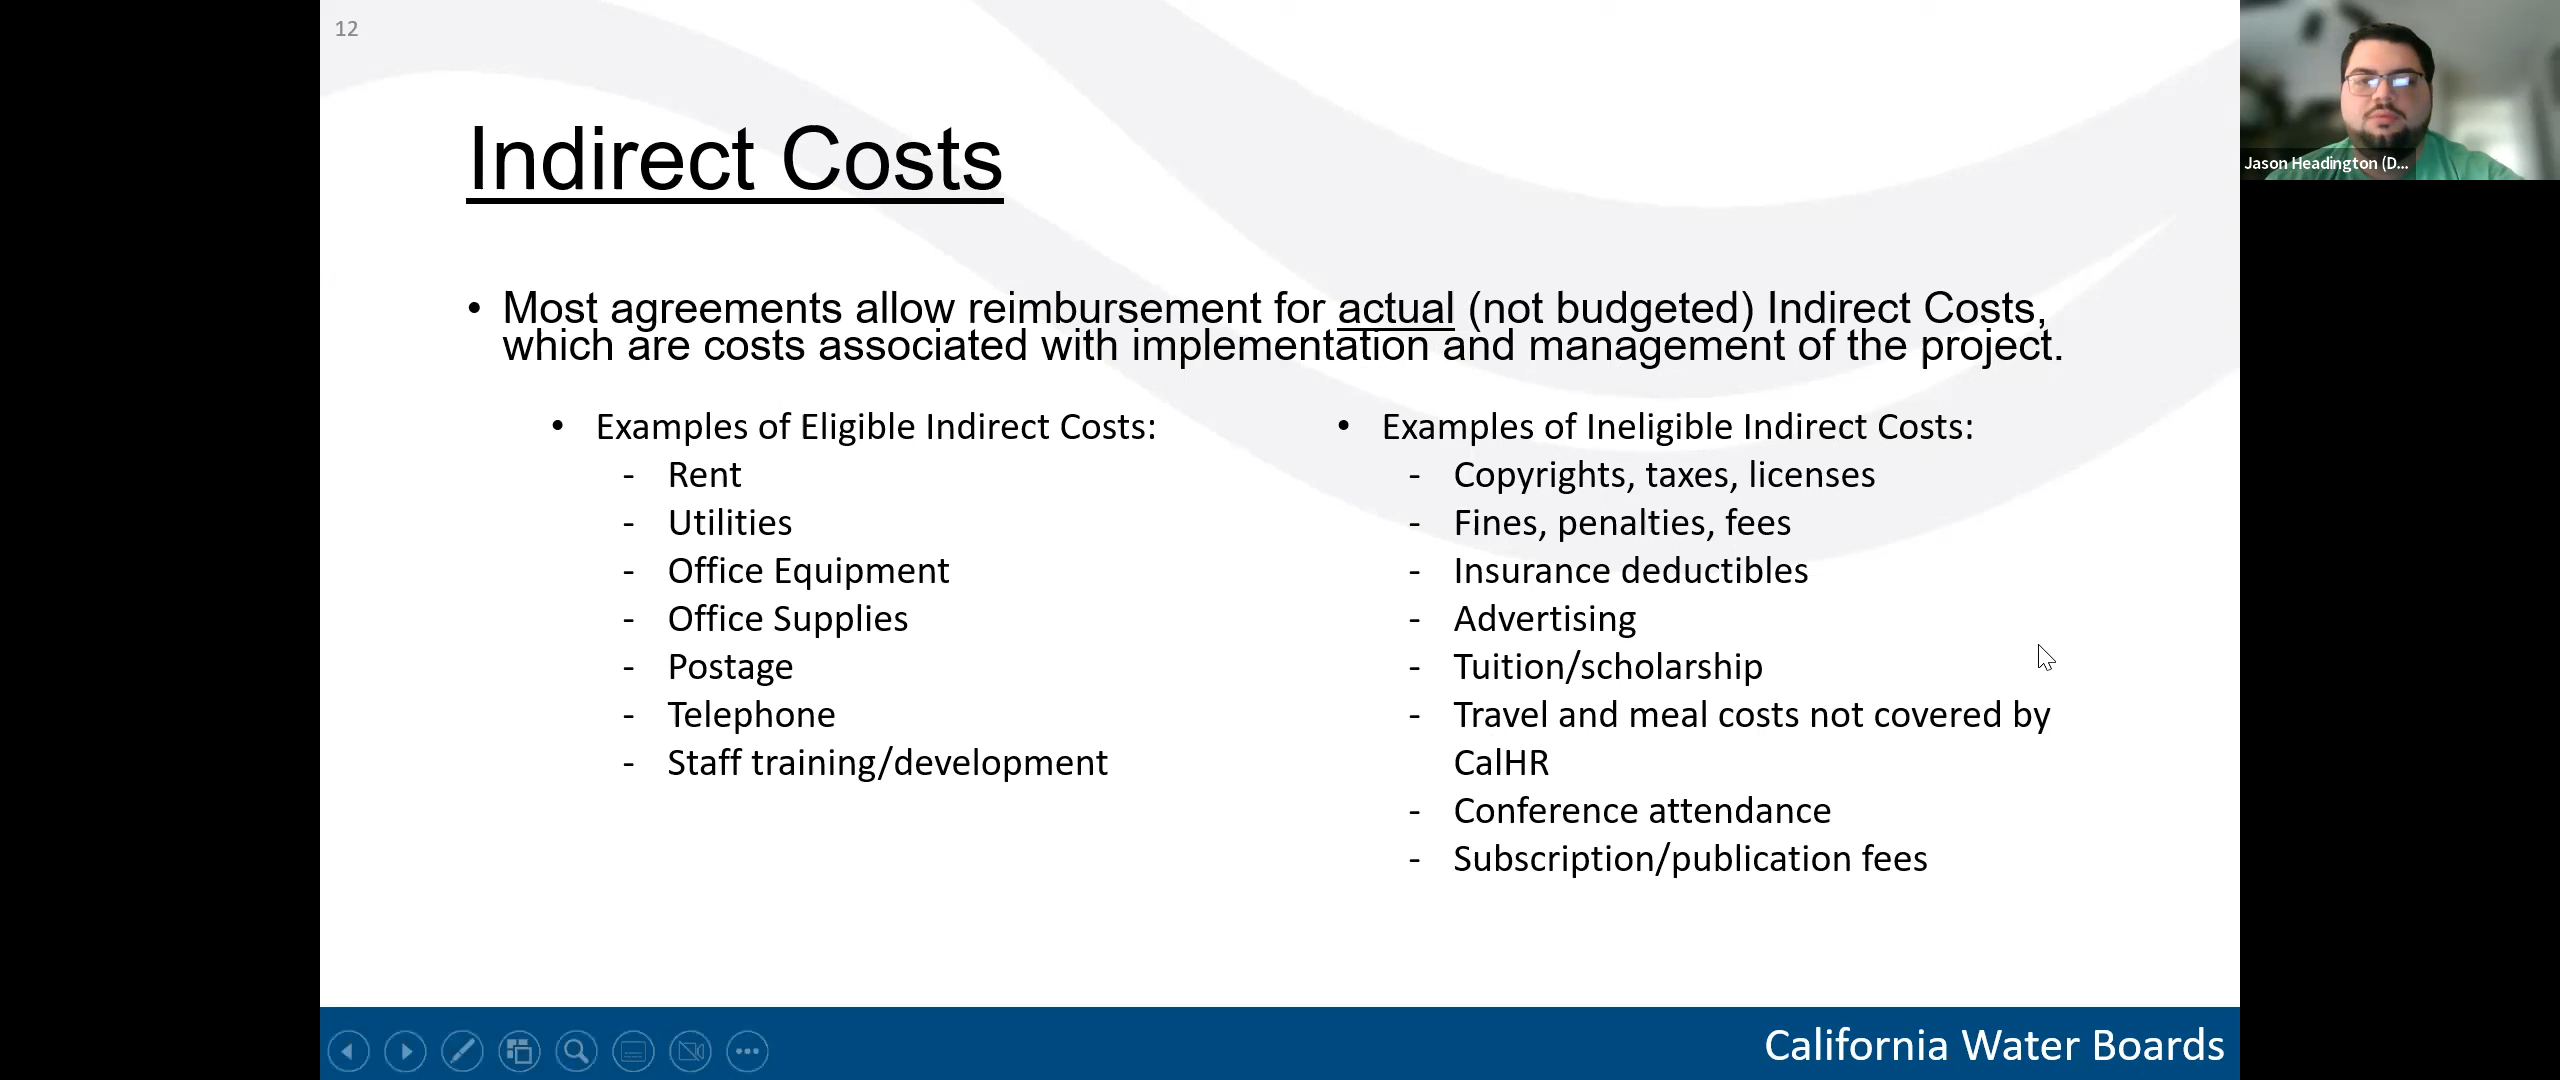 12
Indirect Costs
• Most agreements allow reimbursement for actual (not budgeted) Indirect Costs,
which are costs associated with implementation and management of the project.
• Examples of Eligible Indirect Costs:
- Rent
- Utilities
- Office Equipment
- Office Supplies
- Postage
- Telephone
- Staff training/development
• Examples of Ineligible Indirect Costs:
- Copyrights, taxes, licenses
- Fines, penalties, fees
- Insurance deductibles
- Advertising
- Tuition/scholarship
- Travel and meal costs not covered by
CalHR
- Conference attendance
- Subscription/publication fees
California Water Boards
Jason Headington (D...